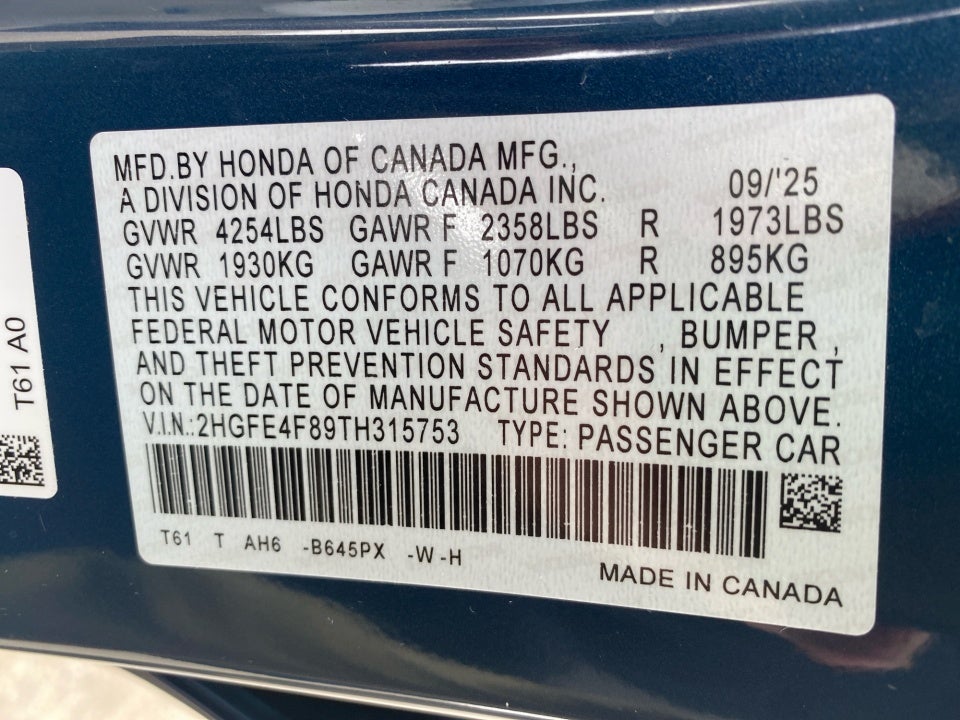 MFD.BY HONDA OF CANADA MFG.,
A DIVISION OF HONDA CANADA INC. 09/'25
GVWR 4254LBS GAWR F 2358LBS R 1973LBS
GVWR 1930KG GAWR F 1070KG R 895KG
THIS VEHICLE CONFORMS TO ALL APPLICABLE
FEDERAL MOTOR VEHICLE SAFETY , BUMPER ,
AND THEFT PREVENTION STANDARDS IN EFFECT
ON THE DATE OF MANUFACTURE SHOWN ABOVE.
V.I.N.:2HGFE4F89TH315753 TYPE: PASSENGER CAR
T61 T AH6 -B645PX -W-H
MADE IN CANADA
T61 A0